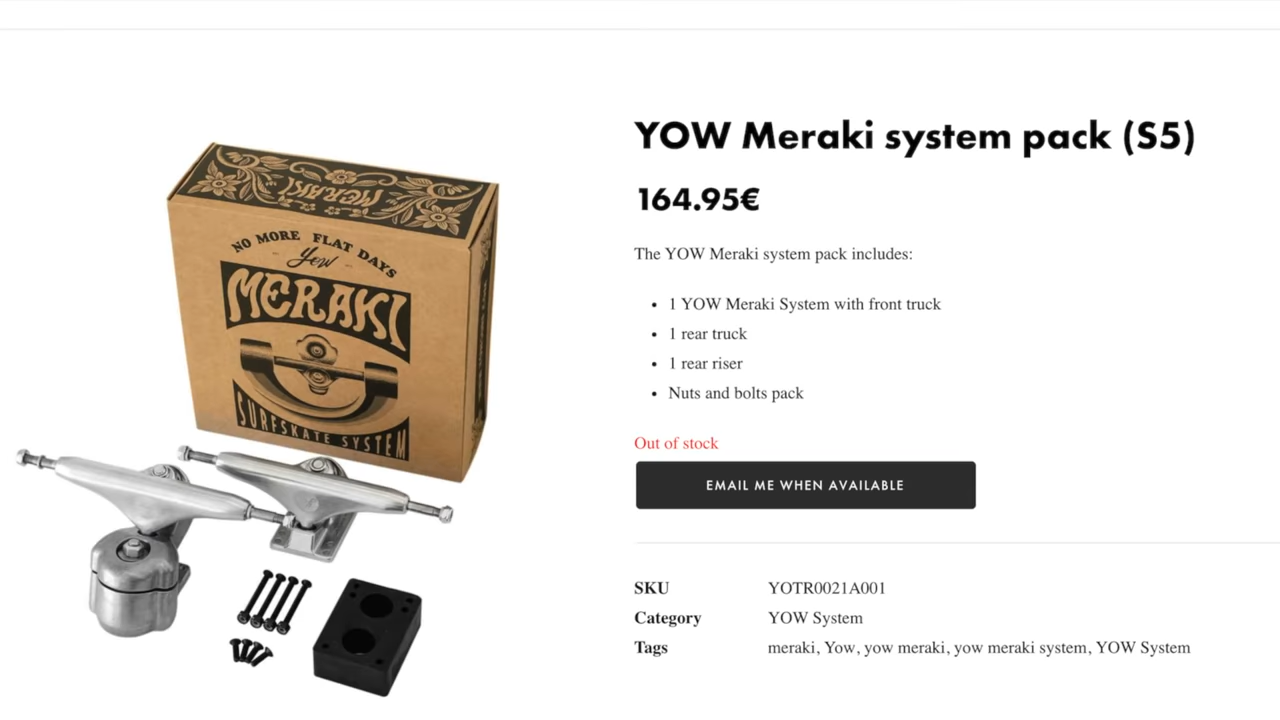 YOW Meraki system pack (S5)
164.95€
The YOW Meraki system pack includes:
• 1 YOW Meraki System with front truck
• 1 rear truck
• 1 rear riser
• Nuts and bolts pack
Out of stock
EMAIL ME WHEN AVAILABLE
SKU YOTR0021A001
Category YOW System
Tags meraki, Yow, yow meraki, yow meraki system, YOW System
MERAKI
NO MORE FLAT DAYS
Yow
MERAKI
SURFSKATE SYSTEM